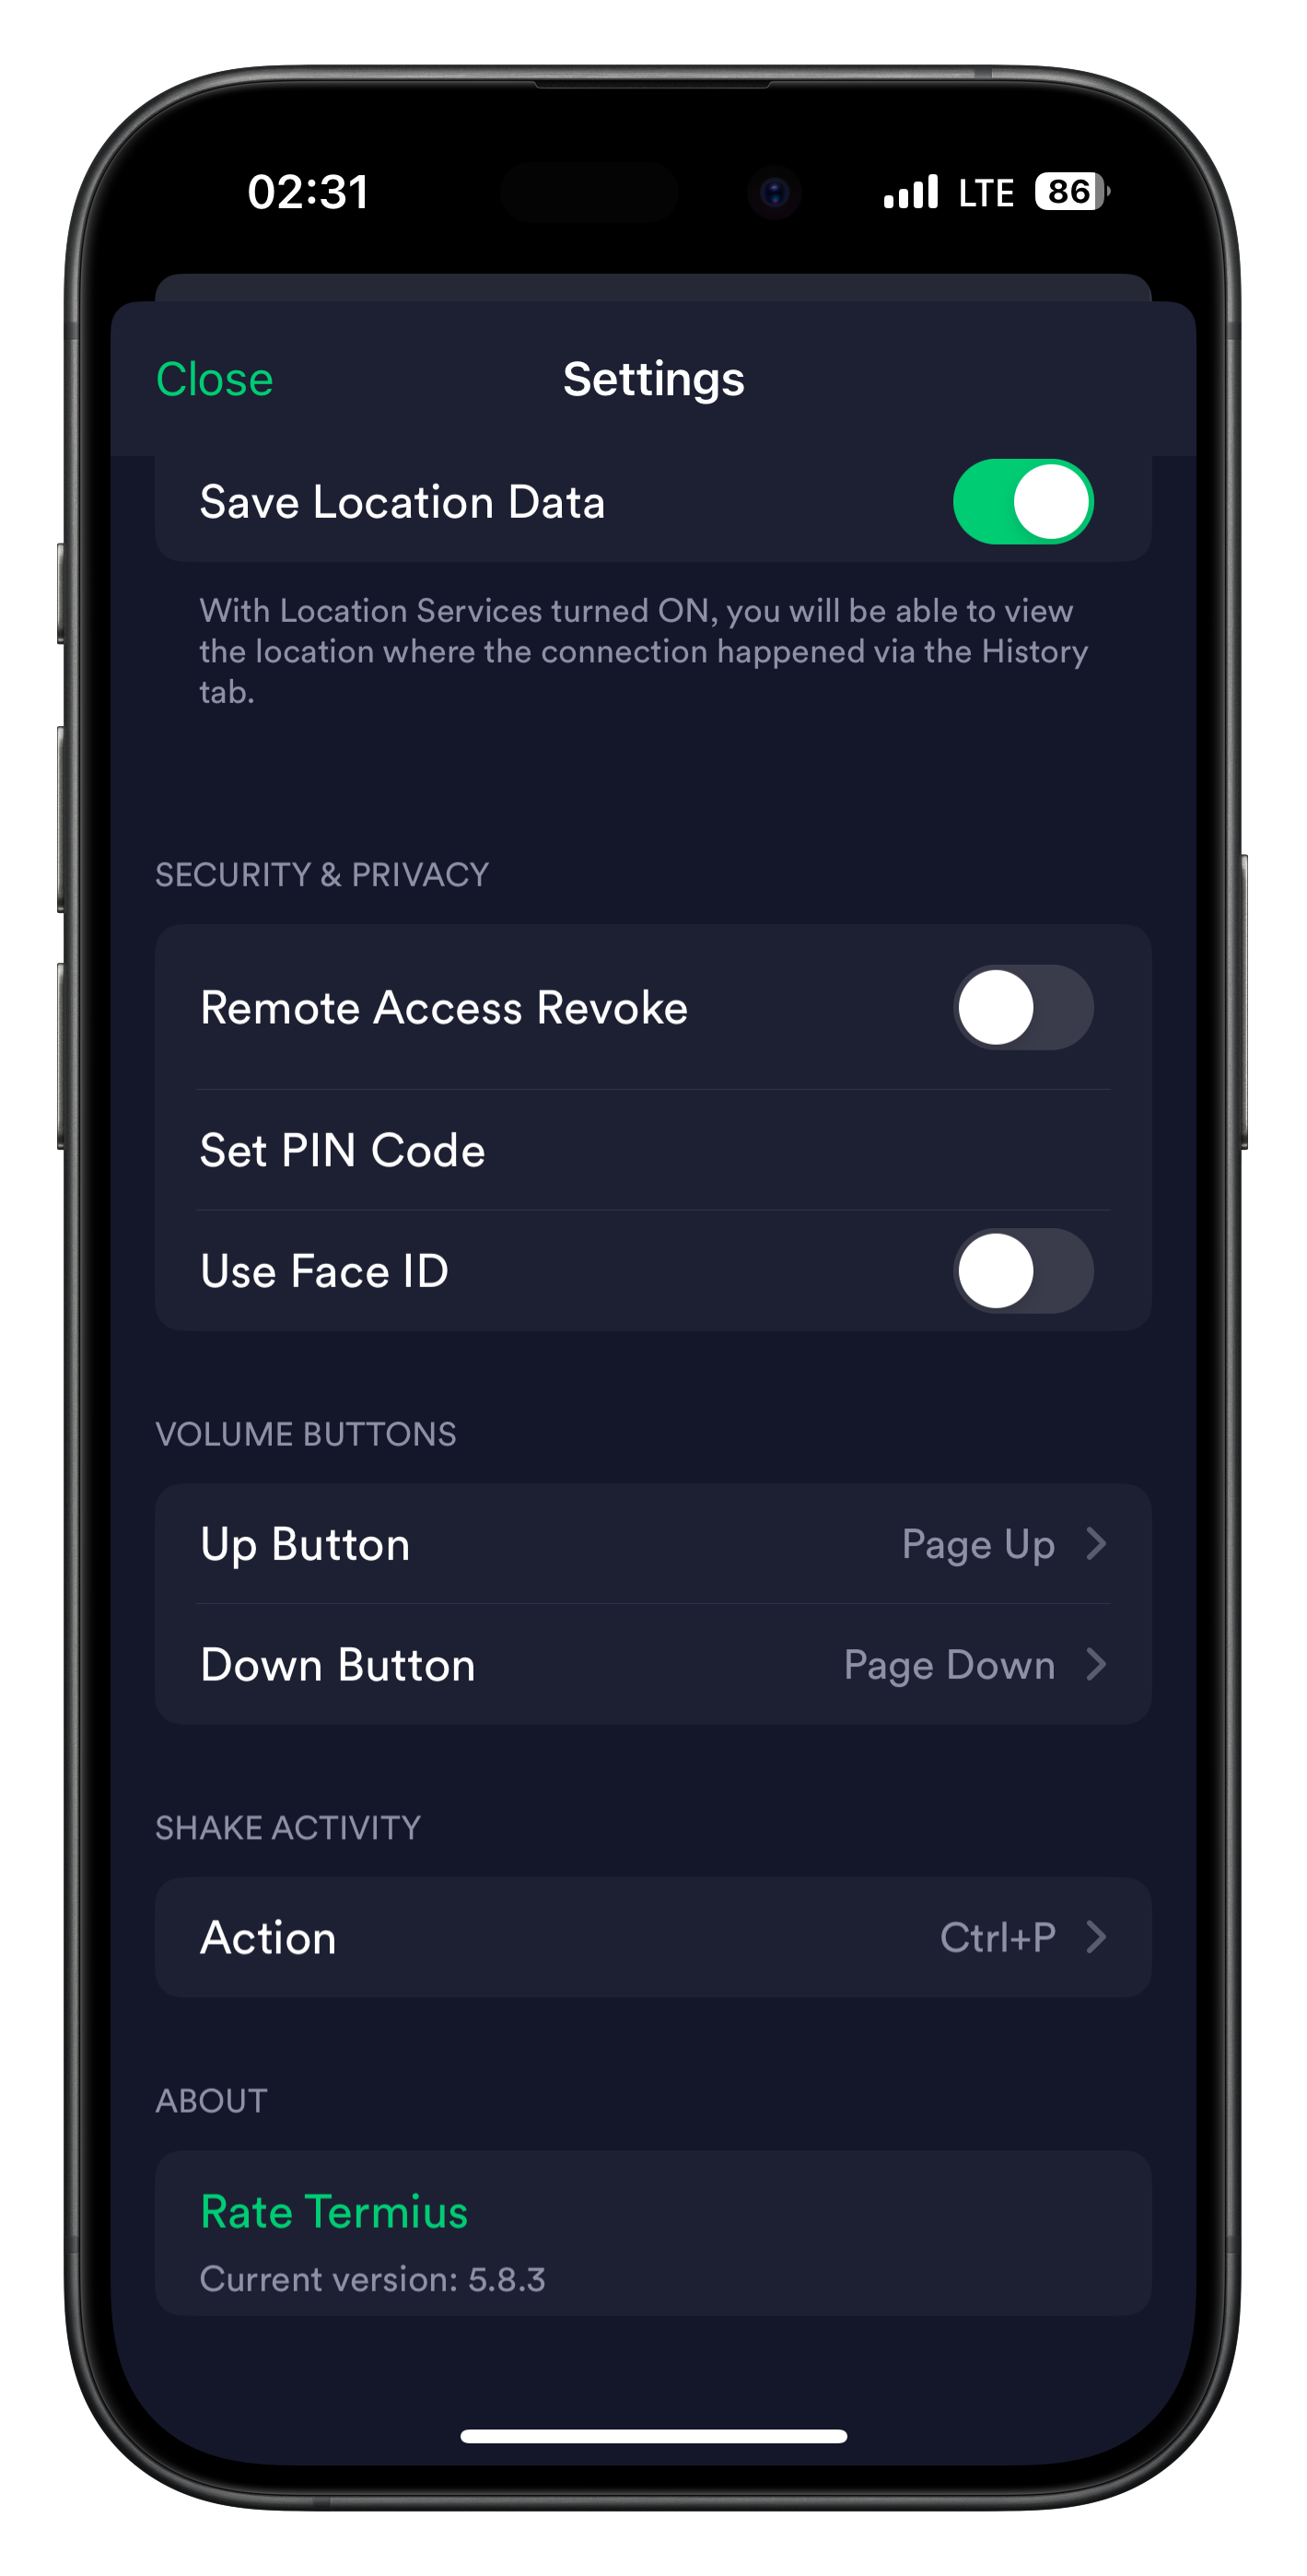 02:31 LTE 86
Close Settings
Save Location Data
With Location Services turned ON, you will be able to view
the location where the connection happened via the History
tab.
SECURITY & PRIVACY
Remote Access Revoke
Set PIN Code
Use Face ID
VOLUME BUTTONS
Up Button Page Up
Down Button Page Down
SHAKE ACTIVITY
Action Ctrl+P
ABOUT
Rate Termius
Current version: 5.8.3